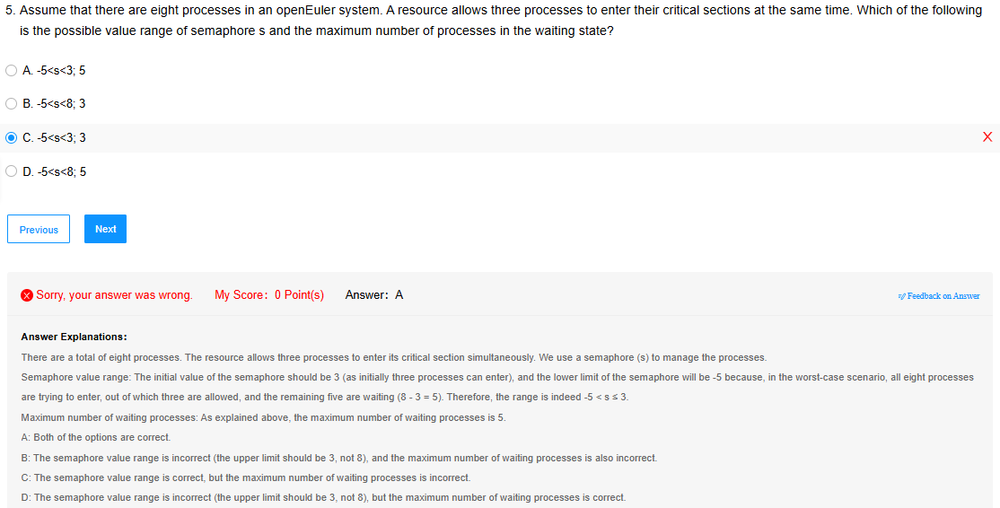 5. Assume that there are eight processes in an openEuler system. A resource allows three processes to enter their critical sections at the same time. Which of the following
is the possible value range of semaphore s and the maximum number of processes in the waiting state?
A. -5<s<3; 5
B. -5<s<8; 3
C. -5<s<3; 3
X
D. -5<s<8; 5
Previous
Next
Sorry, your answer was wrong. My Score: 0 Point(s) Answer: A
Feedback on Answer
Answer Explanations:
There are a total of eight processes. The resource allows three processes to enter its critical section simultaneously. We use a semaphore (s) to manage the processes.
Semaphore value range: The initial value of the semaphore should be 3 (as initially three processes can enter), and the lower limit of the semaphore will be -5 because, in the worst-case scenario, all eight processes
are trying to enter, out of which three are allowed, and the remaining five are waiting (8 - 3 = 5). Therefore, the range is indeed -5 < s ≤ 3.
Maximum number of waiting processes: As explained above, the maximum number of waiting processes is 5.
A: Both of the options are correct.
B: The semaphore value range is incorrect (the upper limit should be 3, not 8), and the maximum number of waiting processes is also incorrect.
C: The semaphore value range is correct, but the maximum number of waiting processes is incorrect.
D: The semaphore value range is incorrect (the upper limit should be 3, not 8), but the maximum number of waiting processes is correct.